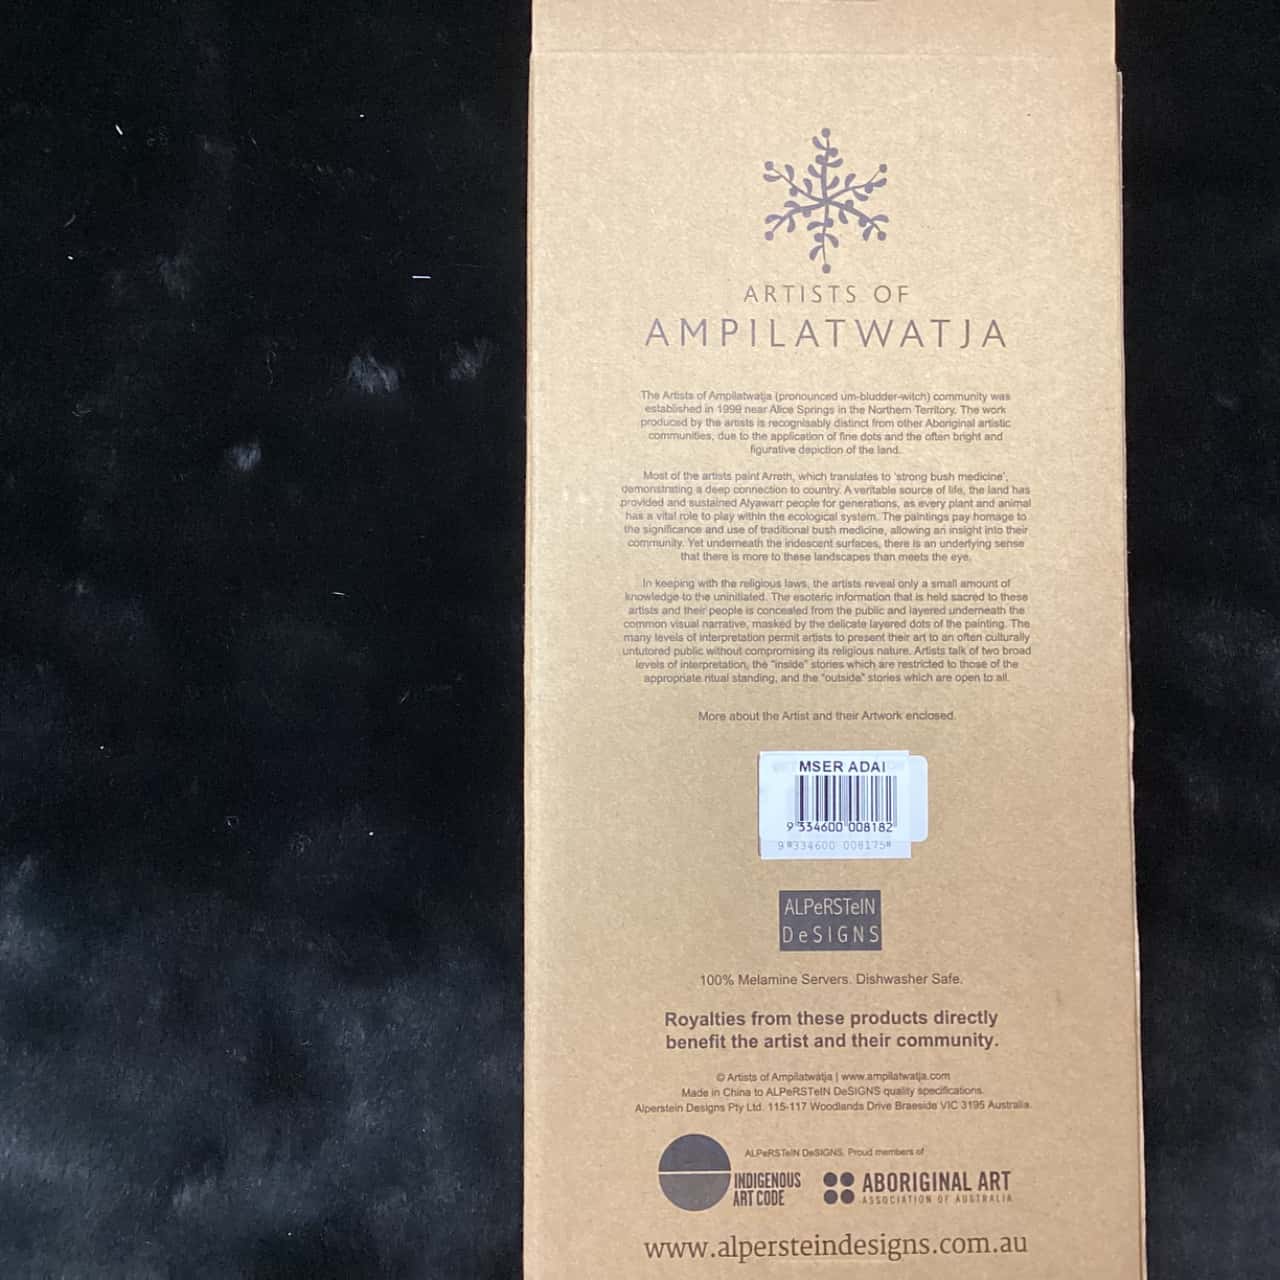 ARTISTS OF
AMPILATWATJA
The Artists of Ampilatwatja (pronounced um-bludder-witch) community was
established in 1999 near Alice Springs in the Northern Territory. The work
produced by the artists is recognisably distinct from other Aboriginal artistic
communities, due to the application of fine dots and the often bright and
figurative depiction of the land.
Most of the artists paint Arreth, which translates to 'strong bush medicine',
demonstrating a deep connection to country. A veritable source of life, the land has
provided and sustained Alyawarr people for generations, as every plant and animal
has a vital role to play within the ecological system. The paintings pay homage to
the significance and use of traditional bush medicine, allowing an insight into their
community. Yet underneath the iridescent surfaces, there is an underlying sense
that there is more to these landscapes than meets the eye.
In keeping with the religious laws, the artists reveal only a small amount of
knowledge to the uninitiated. The esoteric information that is held sacred to these
artists and their people is concealed from the public and layered underneath the
common visual narrative, masked by the delicate layered dots of the painting. The
many levels of interpretation permit artists to present their art to an often culturally
untutored public without compromising its religious nature. Artists talk of two broad
levels of interpretation, the "inside" stories which are restricted to those of the
appropriate ritual standing, and the "outside" stories which are open to all.
More about the Artist and their Artwork enclosed.
MSER ADAI
9 334600 008182
9 334600 008175
ALPeRSTeIN
DeSIGNS
100% Melamine Servers. Dishwasher Safe.
Royalties from these products directly
benefit the artist and their community.
© Artists of Ampilatwatja | www.ampilatwatja.com
Made in China to ALPeRSTeIN DeSIGNS quality specifications.
Alperstein Designs Pty Ltd. 115-117 Woodlands Drive Braeside VIC 3195 Australia.
ALPeRSTeIN DeSIGNS. Proud members of
INDIGENOUS
ART CODE
ABORIGINAL ART
ASSOCIATION OF AUSTRALIA
www.alpersteindesigns.com.au